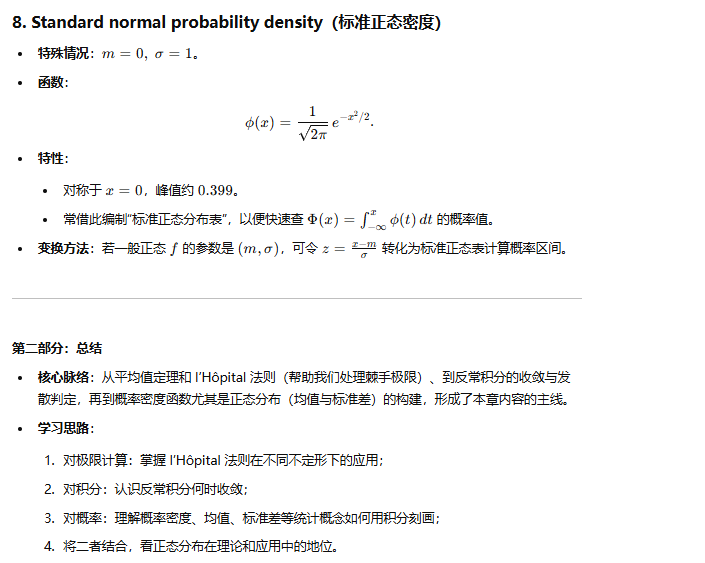 8. Standard normal probability density（标准正态密度）
• 特殊情况：m = 0, σ = 1。
• 函数：
ϕ(x) = \frac{1}{\sqrt{2π}} e^{-x^2/2}.
• 特性：
• 对称于 x = 0，峰值约 0.399。
• 常借此编制"标准正态分布表"，以便快速查 Φ(x) = ∫_{-∞}^{x} ϕ(t) dt 的概率值。
• 变换方法：若一般正态 f 的参数是 (m, σ)，可令 z = \frac{x-m}{σ} 转化为标准正态表计算概率区间。
第二部分：总结
• 核心脉络：从平均值定理和 l’Hôpital 法则（帮助我们处理棘手极限）、到反常积分的收敛与发
散判定，再到概率密度函数尤其是正态分布（均值与标准差）的构建，形成了本章内容的主线。
• 学习思路：
1. 对极限计算：掌握 l’Hôpital 法则在不同不定形下的应用；
2. 对积分：认识反常积分何时收敛；
3. 对概率：理解概率密度、均值、标准差等统计概念如何用积分刻画；
4. 将二者结合，看正态分布在理论和应用中的地位。